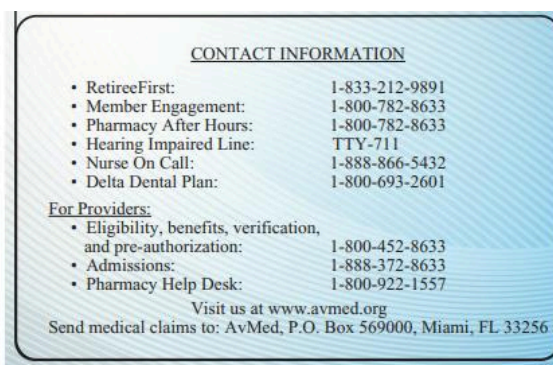 CONTACT INFORMATION
• RetireeFirst: 1-833-212-9891
• Member Engagement: 1-800-782-8633
• Pharmacy After Hours: 1-800-782-8633
• Hearing Impaired Line: TTY-711
• Nurse On Call: 1-888-866-5432
• Delta Dental Plan: 1-800-693-2601
For Providers:
• Eligibility, benefits, verification,
and pre-authorization: 1-800-452-8633
• Admissions: 1-888-372-8633
• Pharmacy Help Desk: 1-800-922-1557
Visit us at www.avmed.org
Send medical claims to: AvMed, P.O. Box 569000, Miami, FL 33256